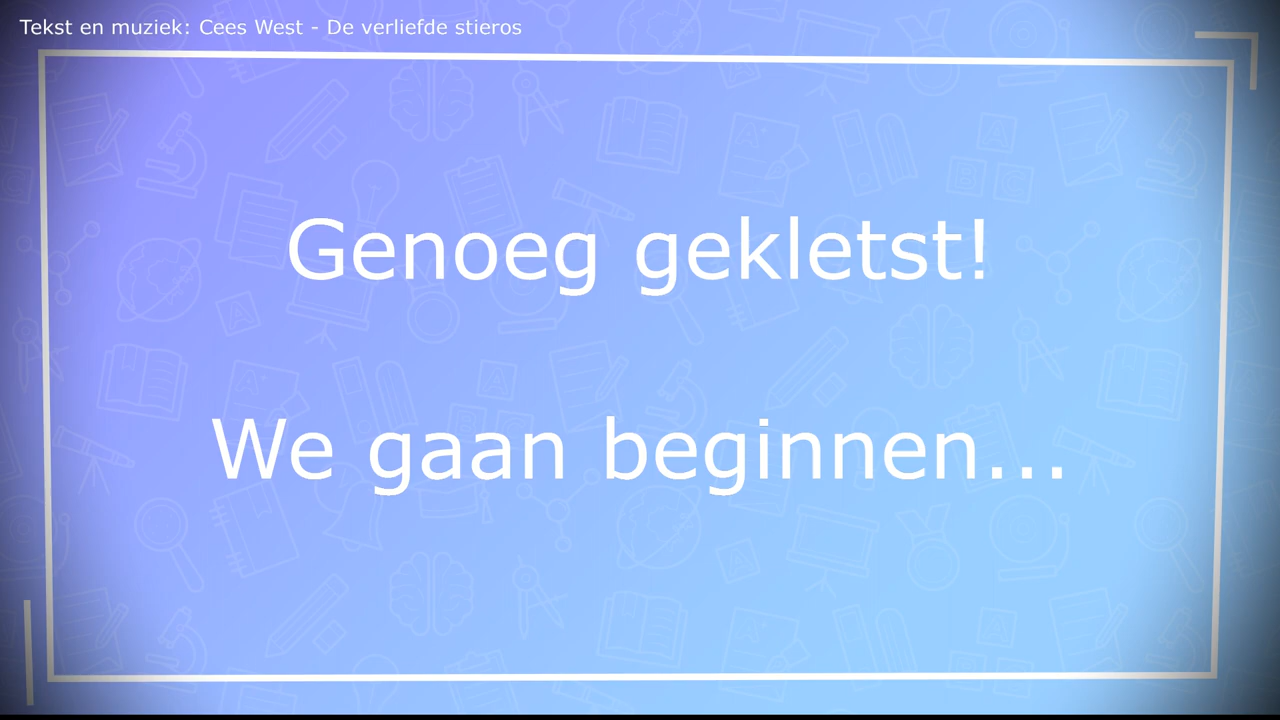 Tekst en muziek: Cees West - De verliefde stieros
Genoeg gekletst!
We gaan beginnen...